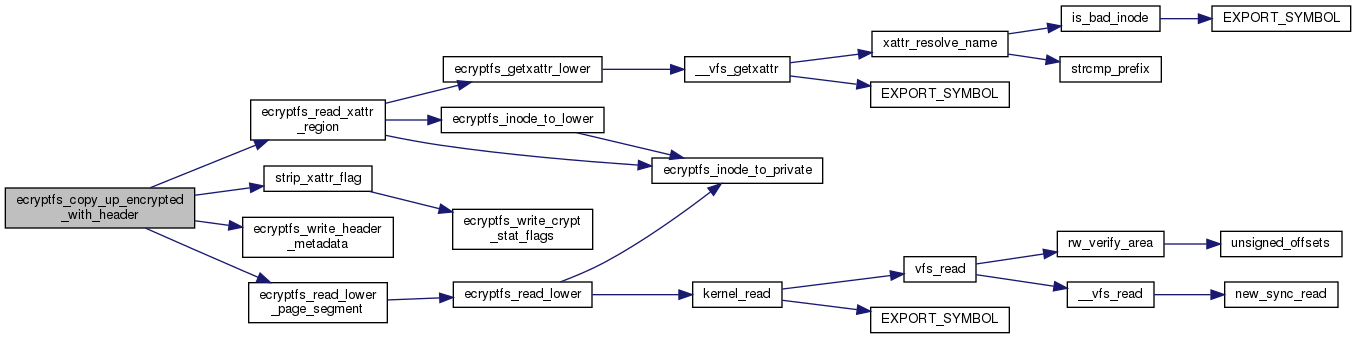 ecryptfs_copy_up_encrypted
_with_header
ecryptfs_read_xattr
_region
ecryptfs_getxattr_lower
__vfs_getxattr
xattr_resolve_name
is_bad_inode
EXPORT_SYMBOL
strcmp_prefix
EXPORT_SYMBOL
ecryptfs_inode_to_lower
ecryptfs_inode_to_private
strip_xattr_flag
ecryptfs_write_crypt
_stat_flags
ecryptfs_write_header
_metadata
ecryptfs_read_lower
_page_segment
ecryptfs_read_lower
kernel_read
vfs_read
rw_verify_area
unsigned_offsets
__vfs_read
new_sync_read
EXPORT_SYMBOL